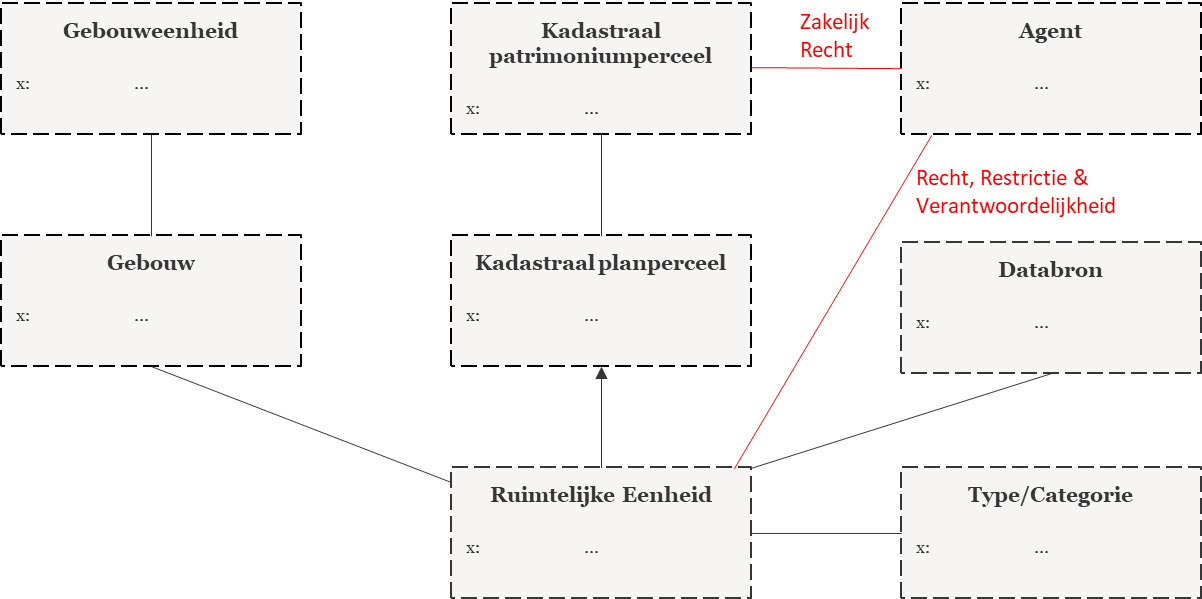 Gebouweenheid
x: ...
Kadastraal
patrimoniumperceel
x: ...
Zakelijk
Recht
Agent
x: ...
Recht, Restrictie &
Verantwoordelijkheid
Gebouw
x: ...
Kadastraal planperceel
x: ...
Databron
x: ...
Ruimtelijke Eenheid
x: ...
Type/Categorie
x: ...